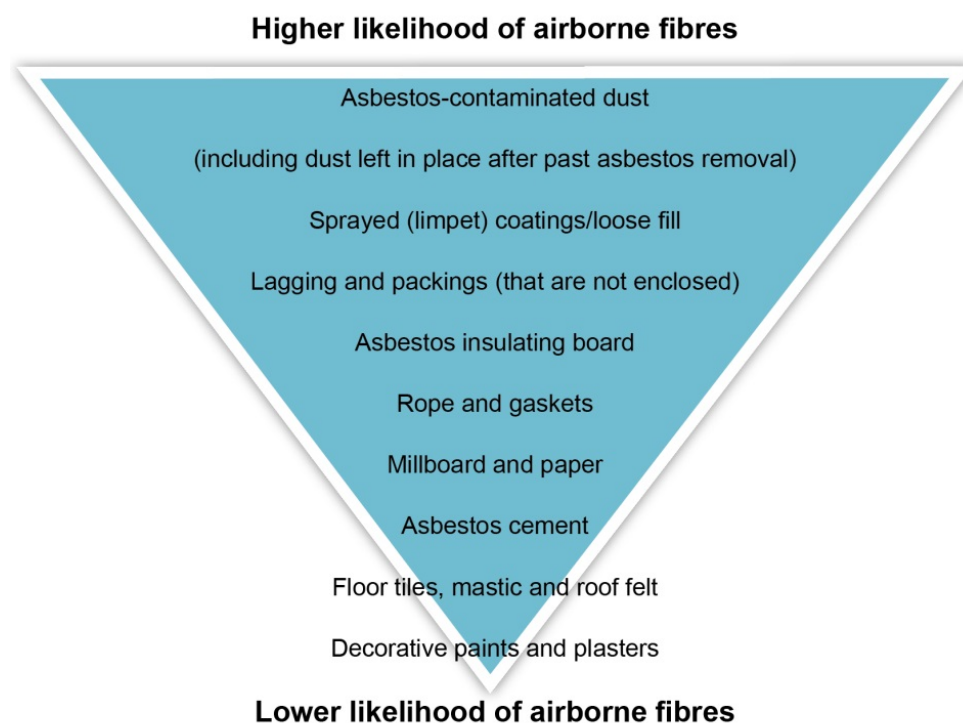 Higher likelihood of airborne fibres
Asbestos-contaminated dust
(including dust left in place after past asbestos removal)
Sprayed (limpet) coatings/loose fill
Lagging and packings (that are not enclosed)
Asbestos insulating board
Rope and gaskets
Millboard and paper
Asbestos cement
Floor tiles, mastic and roof felt
Decorative paints and plasters
Lower likelihood of airborne fibres